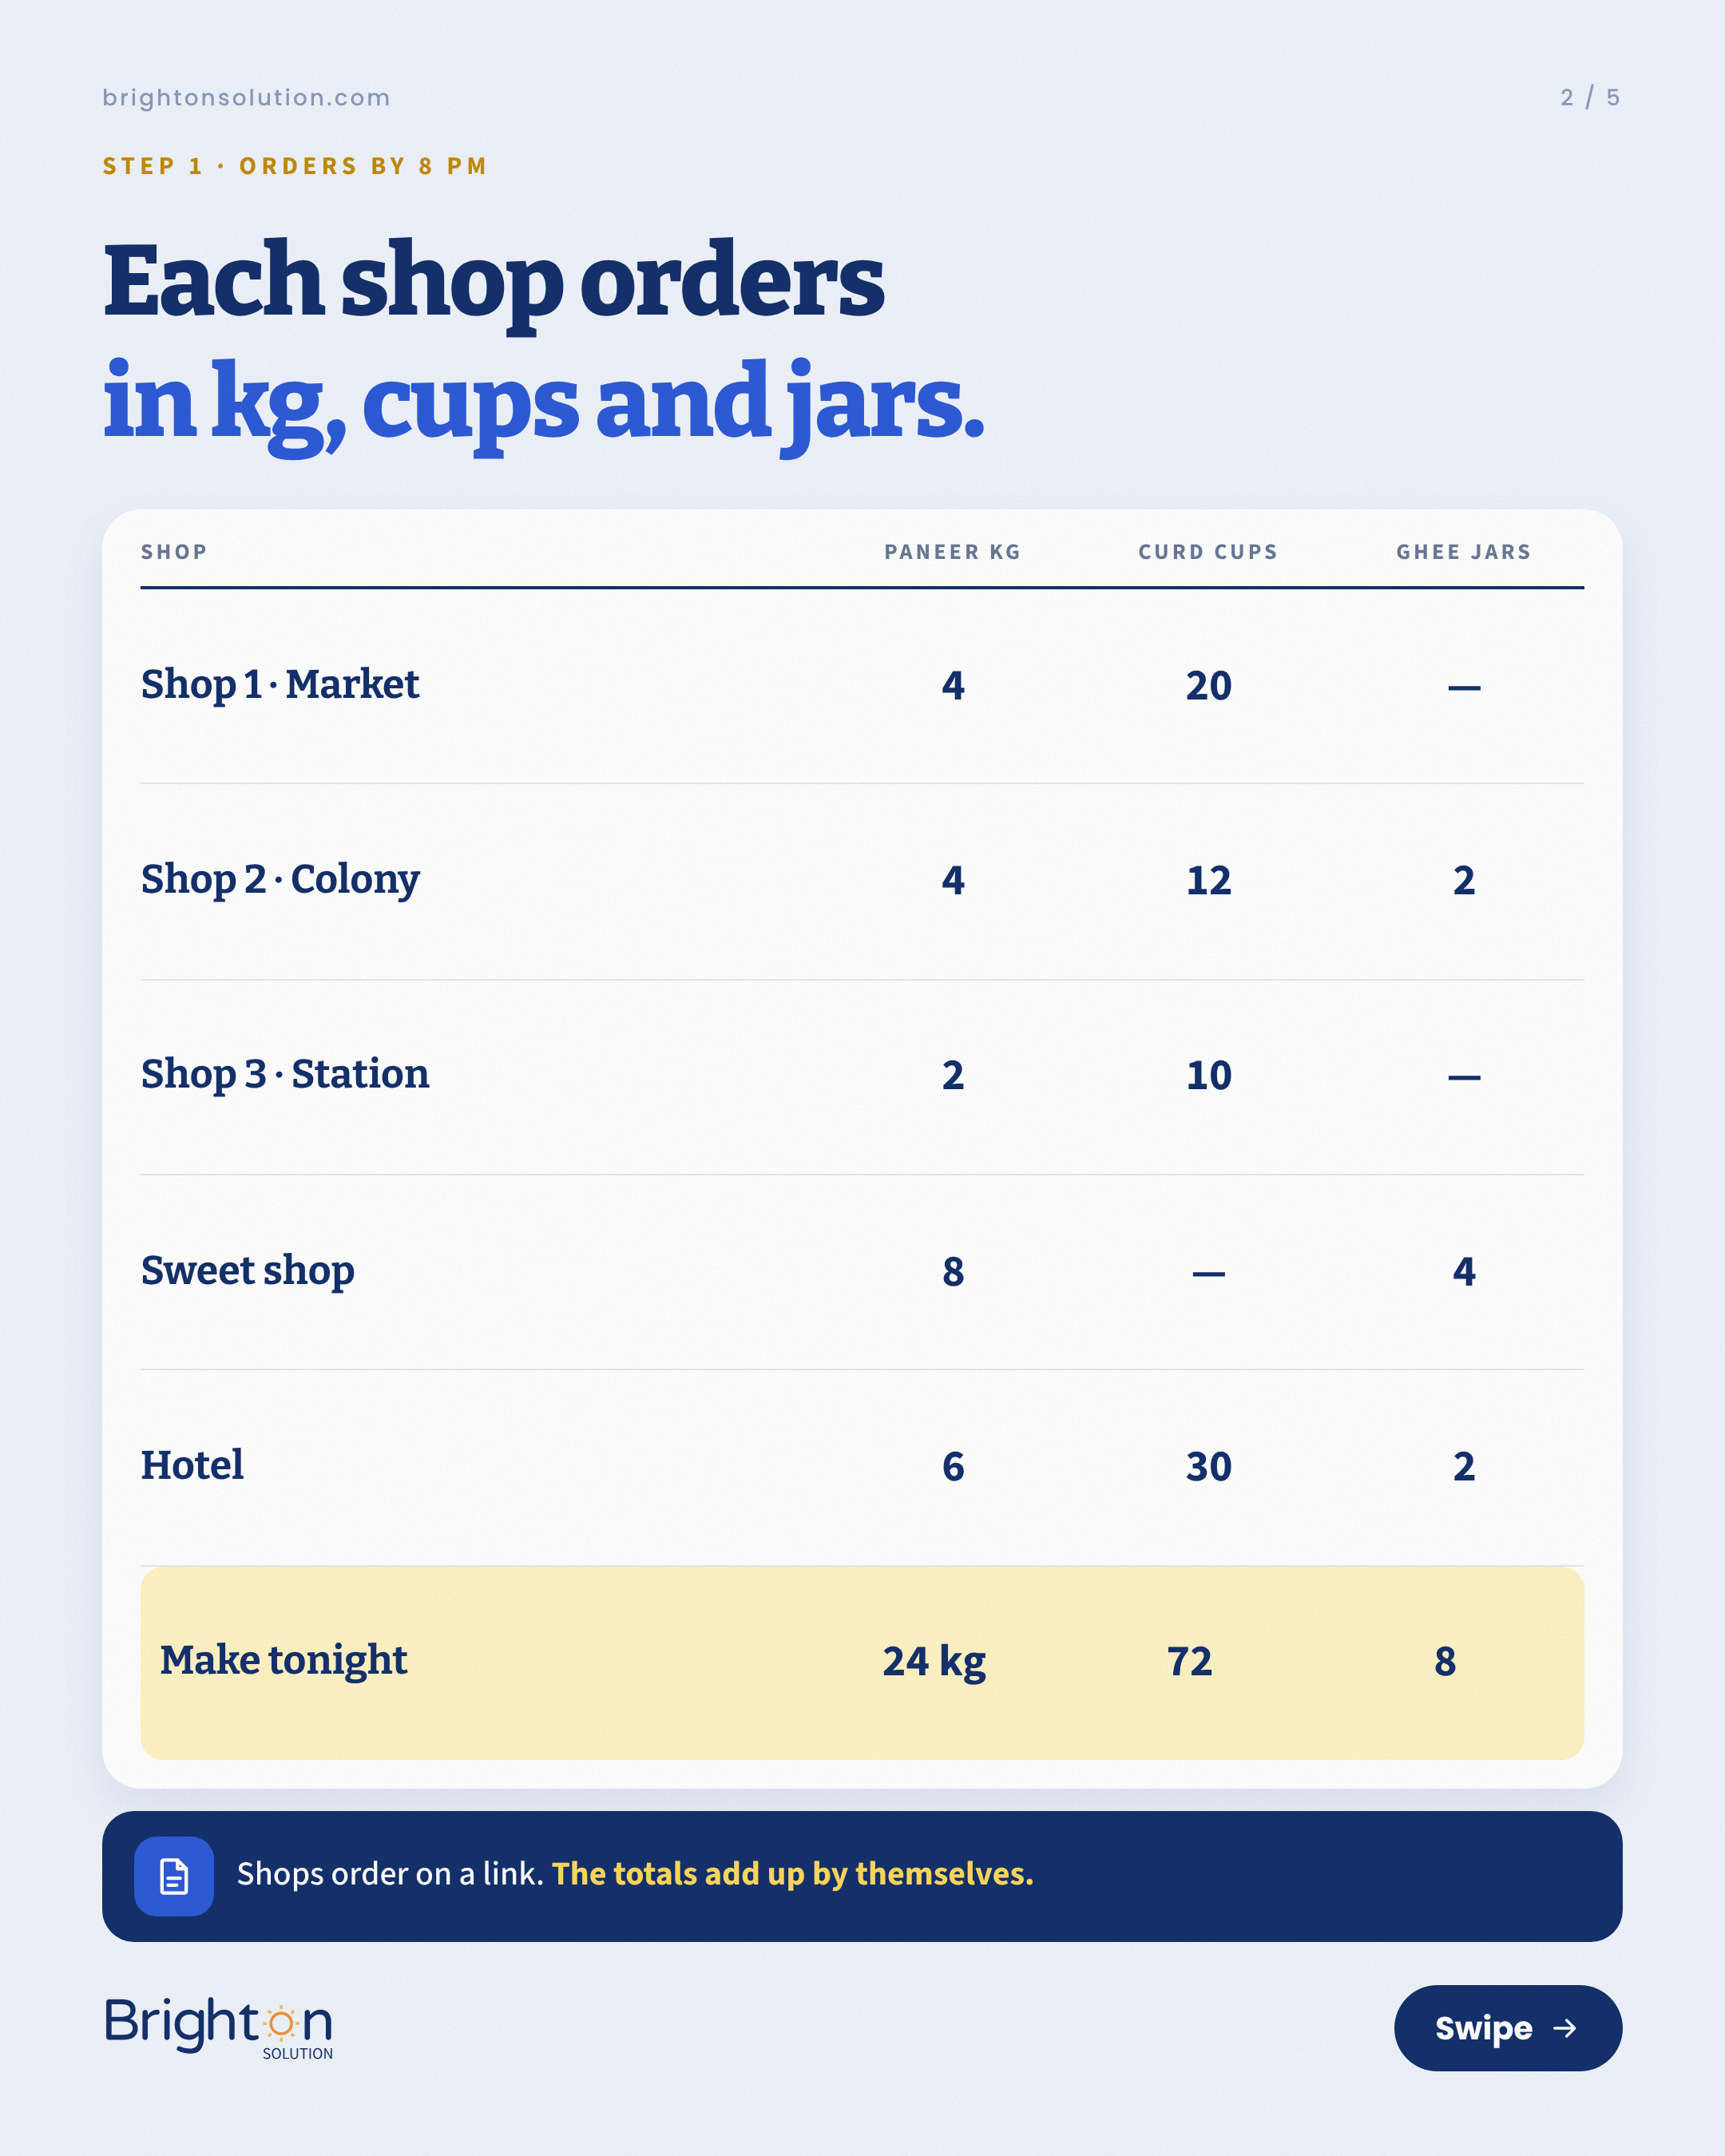 brightonsolution.com 2 / 5
STEP 1 · ORDERS BY 8 PM
Each shop orders
in kg, cups and jars.
SHOP PANEER KG CURD CUPS GHEE JARS
Shop 1 · Market 4 20 —
Shop 2 · Colony 4 12 2
Shop 3 · Station 2 10 —
Sweet shop 8 — 4
Hotel 6 30 2
Make tonight 24 kg 72 8
Shops order on a link. The totals add up by themselves.
Brighton Swipe →
SOLUTION